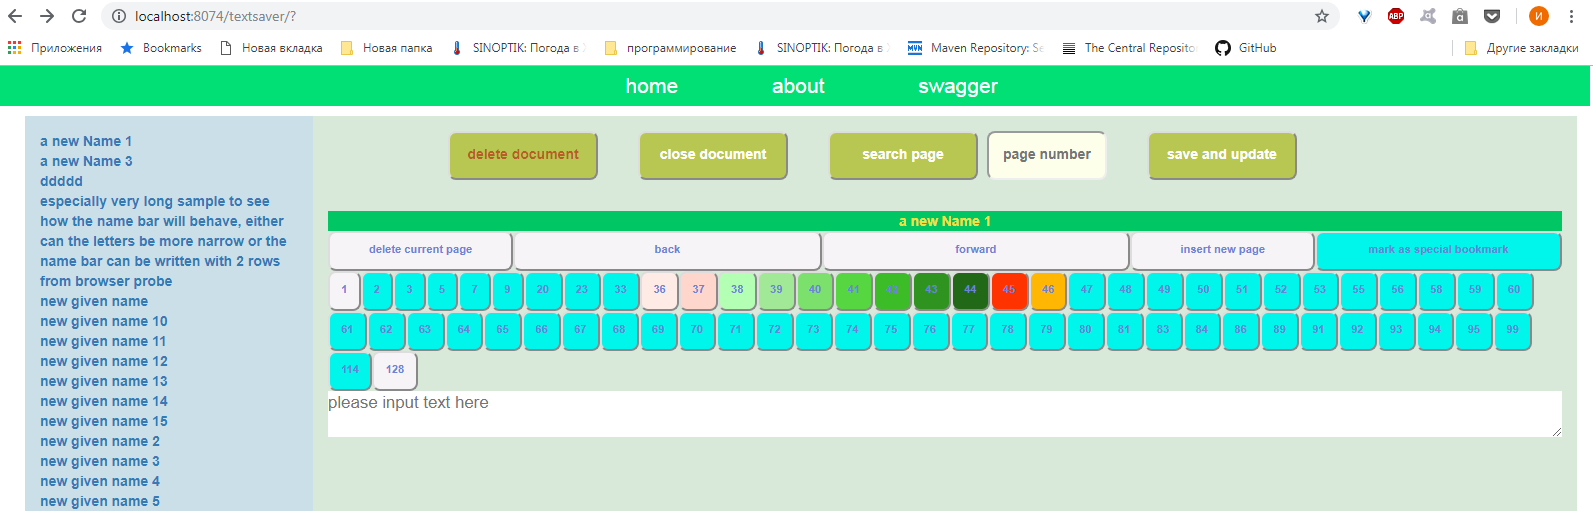 localhost:8074/textsaver/?
ABP
И
Приложения Bookmarks Новая вкладка Новая папка SINOPTIK: Погода в программирование SINOPTIK: Погода в Maven Repository: Se The Central Reposito GitHub Другие закладки
home about swagger
delete document close document search page page number save and update
a new Name 1
a new Name 3
ddddd
especially very long sample to see
how the name bar will behave, either
can the letters be more narrow or the
name bar can be written with 2 rows
from browser probe
new given name
new given name 10
new given name 11
new given name 12
new given name 13
new given name 14
new given name 15
new given name 2
new given name 3
new given name 4
new given name 5
a new Name 1
delete current page back forward insert new page mark as special bookmark
1 2 3 5 7 9 20 23 33 36 37 38 39 40 41 42 43 44 45 46 47 48 49 50 51 52 53 55 56 58 59 60
61 62 63 64 65 66 67 68 69 70 71 72 73 74 75 76 77 78 79 80 81 83 84 86 89 91 92 93 94 95 99
114 128
please input text here